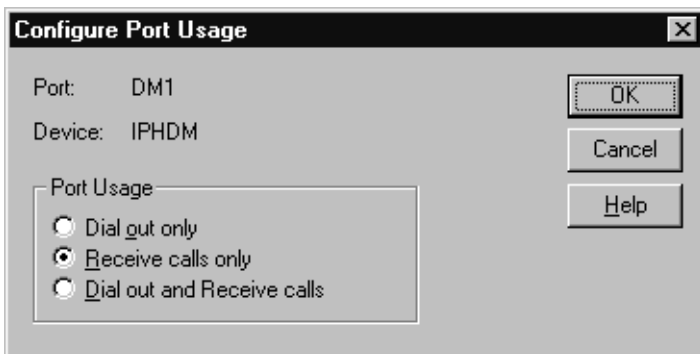 Configure Port Usage
Port: DM1
Device: IPHDM
OK
Cancel
Help
Port Usage
Dial out only
Receive calls only
Dial out and Receive calls